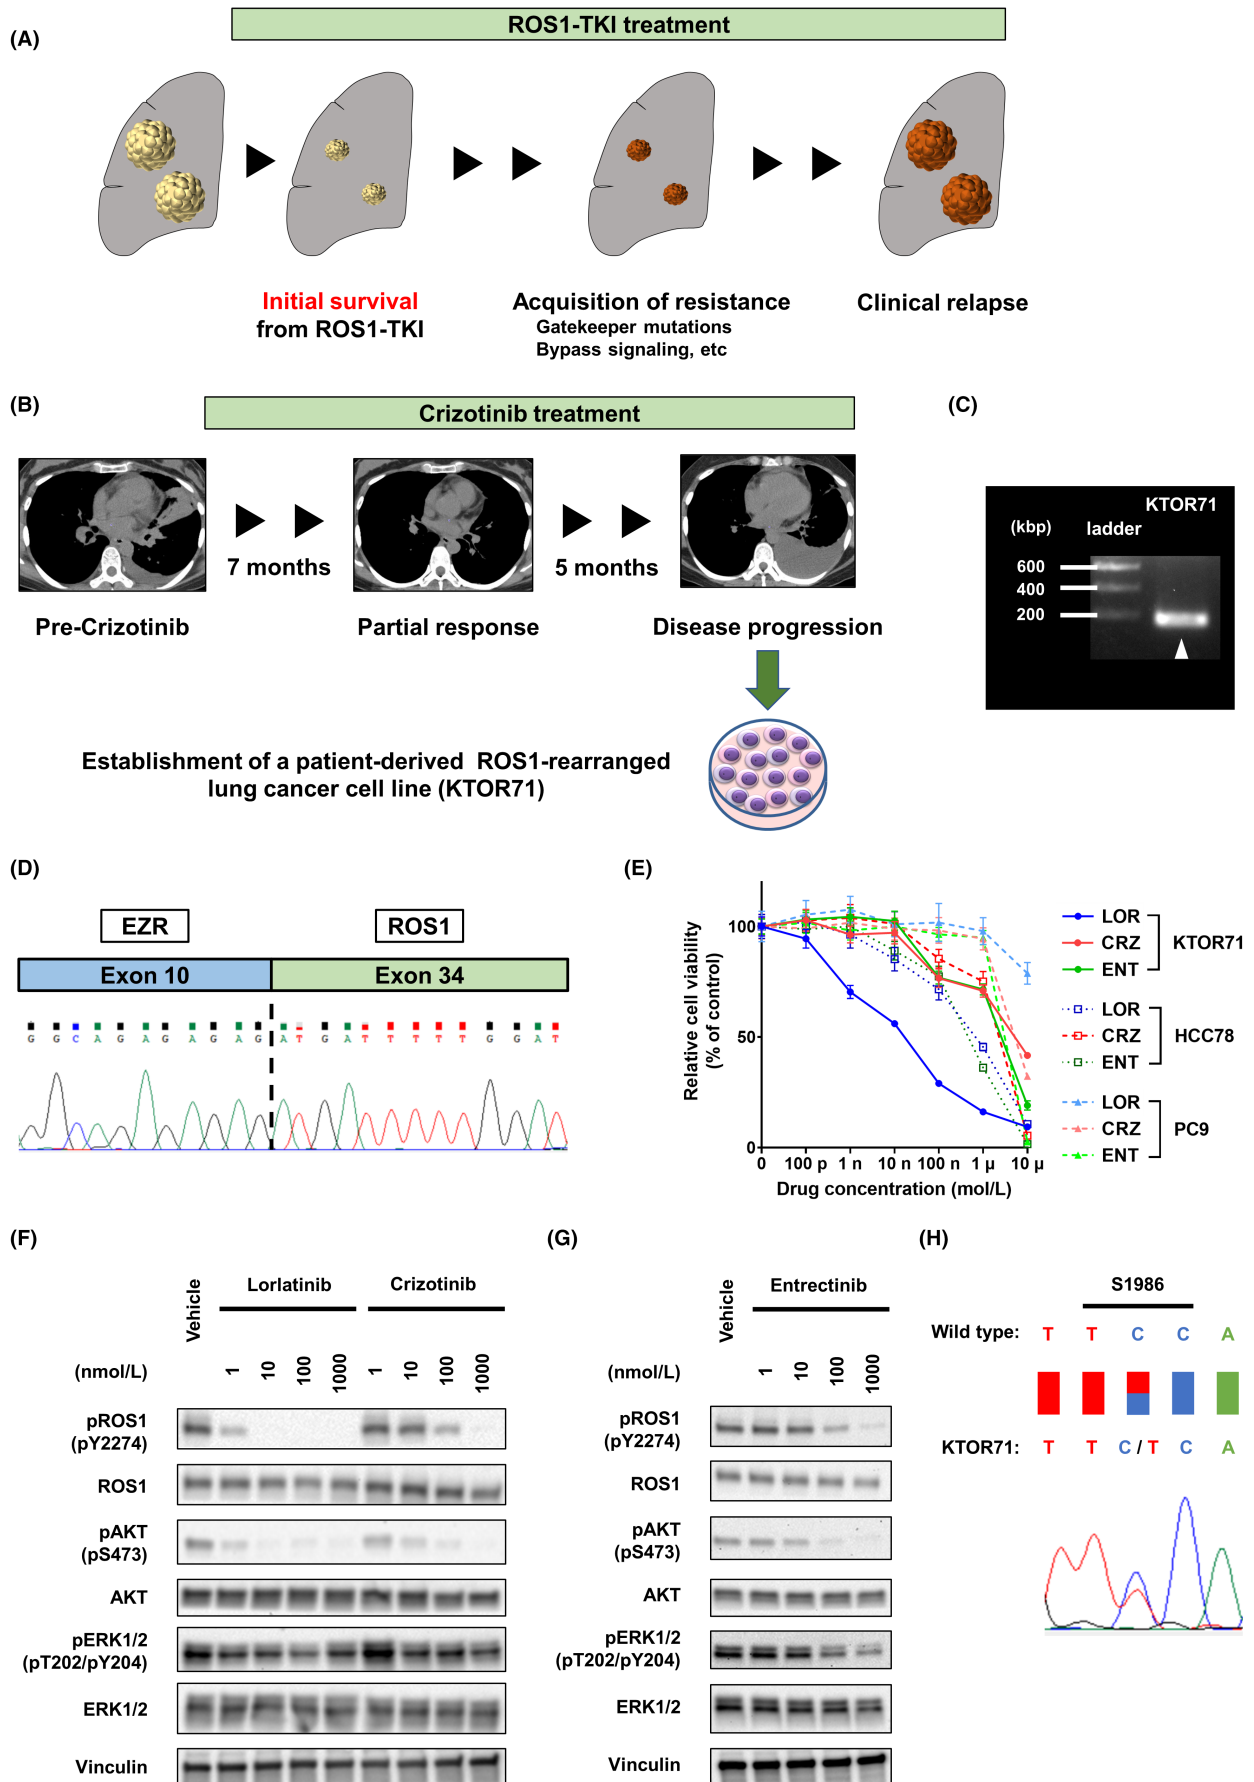 (A)
ROS1-TKI treatment
Initial survival
from ROS1-TKI
Acquisition of resistance
Gatekeeper mutations
Bypass signaling, etc
Clinical relapse
(B)
Crizotinib treatment
7 months
5 months
Pre-Crizotinib
Partial response
Disease progression
Establishment of a patient-derived ROS1-rearranged
lung cancer cell line (KTOR71)
(C)
KTOR71
(kbp)
ladder
600
400
200
(D)
EZR
ROS1
Exon 10
Exon 34
G G C A G A G A G A G A T G A T T T T T G G A T
(E)
Relative cell viability
(% of control)
100
50
0
0 100 p 1 n 10 n 100 n 1 µ 10 µ
Drug concentration (mol/L)
LOR
CRZ
ENT
KTOR71
LOR
CRZ
ENT
HCC78
LOR
CRZ
ENT
PC9
(F)
Vehicle
Lorlatinib
Crizotinib
(nmol/L)
1 10 100 1000 1 10 100 1000
pROS1
(pY2274)
ROS1
pAKT
(pS473)
AKT
pERK1/2
(pT202/pY204)
ERK1/2
Vinculin
(G)
Vehicle
Entrectinib
(nmol/L)
1 10 100 1000
pROS1
(pY2274)
ROS1
pAKT
(pS473)
AKT
pERK1/2
(pT202/pY204)
ERK1/2
Vinculin
(H)
S1986
Wild type: T T C C A
KTOR71: T T C / T C A